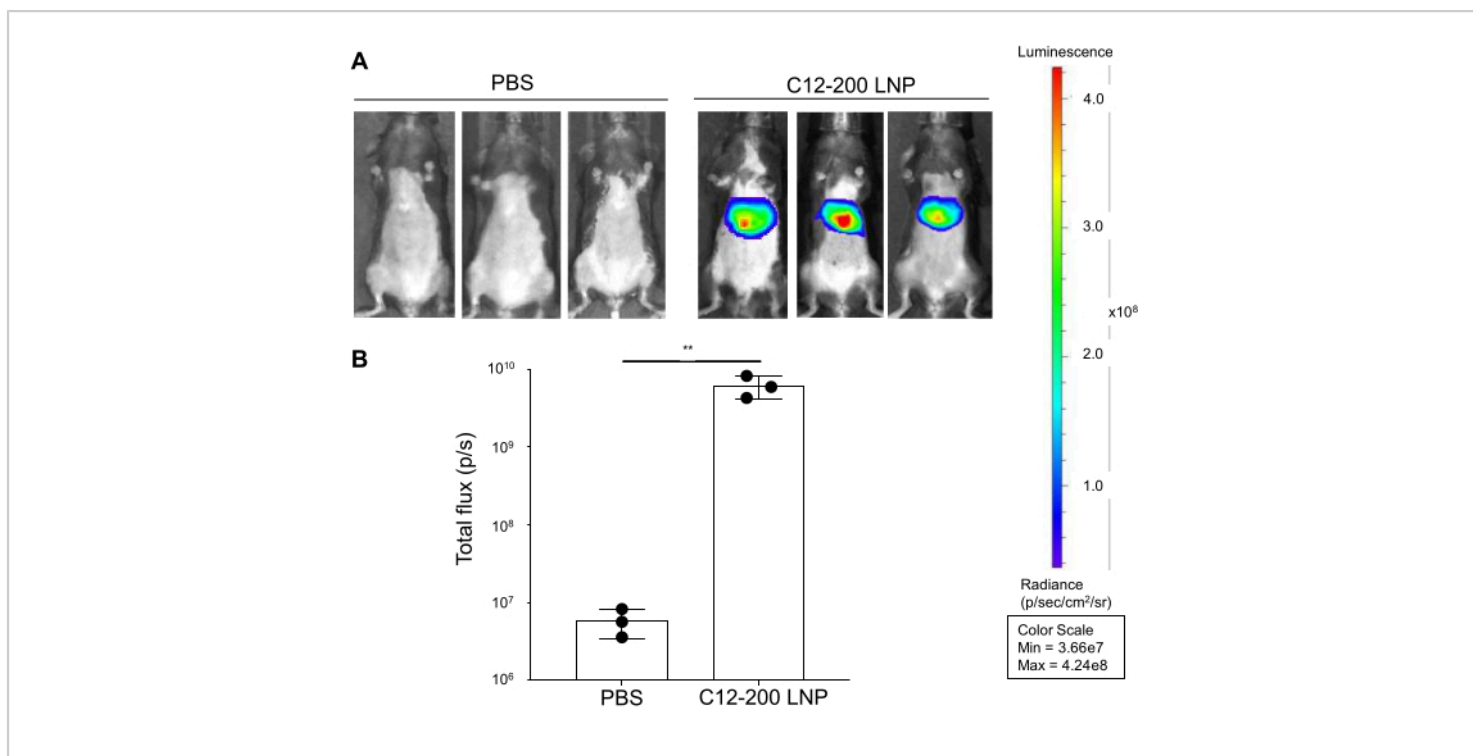 A
PBS
C12-200 LNP
Luminescence
4.0
3.0
x10⁸
2.0
1.0
Radiance
(p/sec/cm²/sr)
Color Scale
Min = 3.66e7
Max = 4.24e8
B
**
Total flux (p/s)
10¹⁰
10⁹
10⁸
10⁷
10⁶
PBS
C12-200 LNP